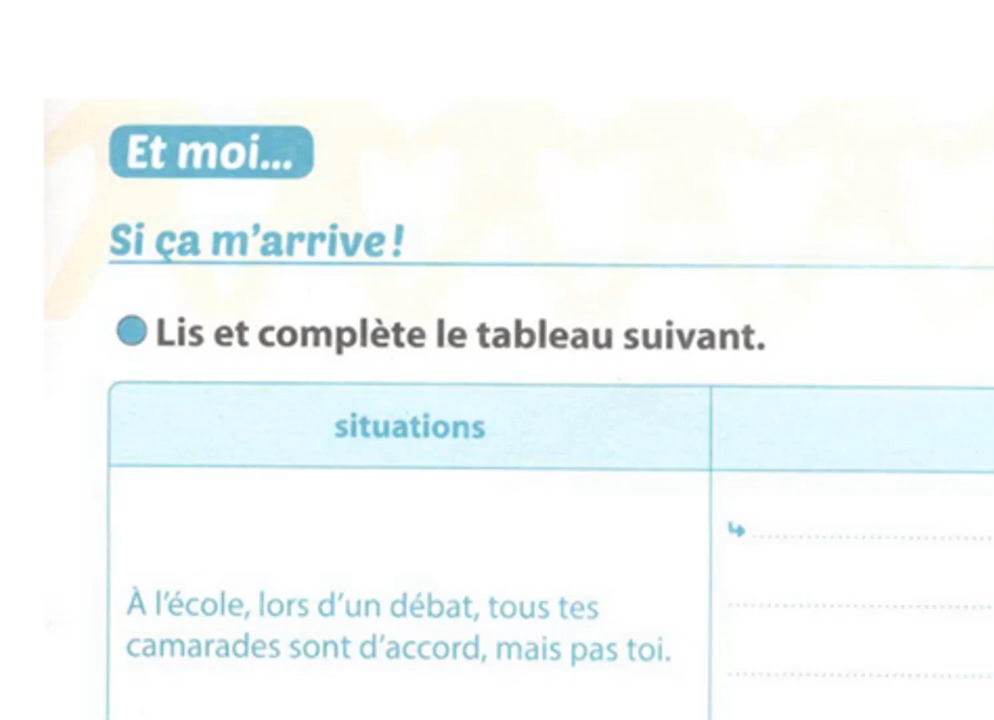 Et moi...
Si ça m'arrive !
Lis et complète le tableau suivant.
situations
À l'école, lors d'un débat, tous tes
camarades sont d'accord, mais pas toi.